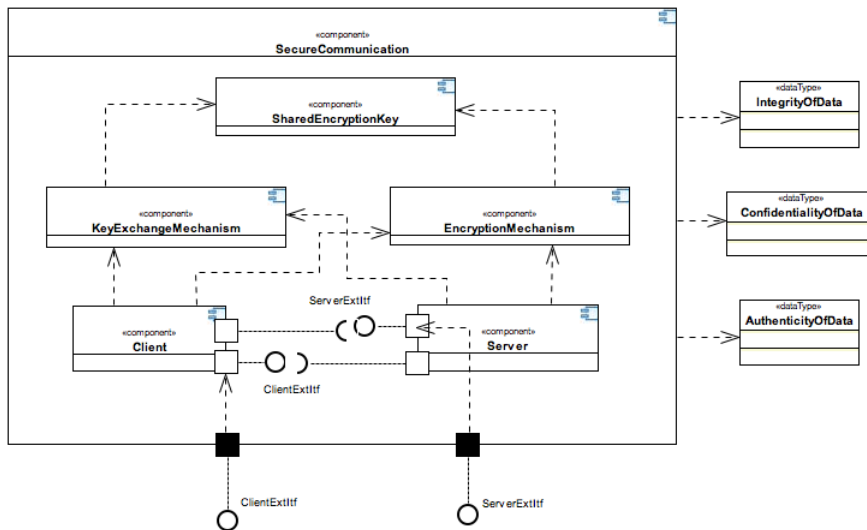 «component»
SecureCommunication
«component»
SharedEncryptionKey
«dataType»
IntegrityOfData
«component»
KeyExchangeMechanism
«component»
EncryptionMechanism
«dataType»
ConfidentialityOfData
ServerExtItf
«component»
Client
«component»
Server
«dataType»
AuthenticityOfData
ClientExtItf
ClientExtItf
ServerExtItf